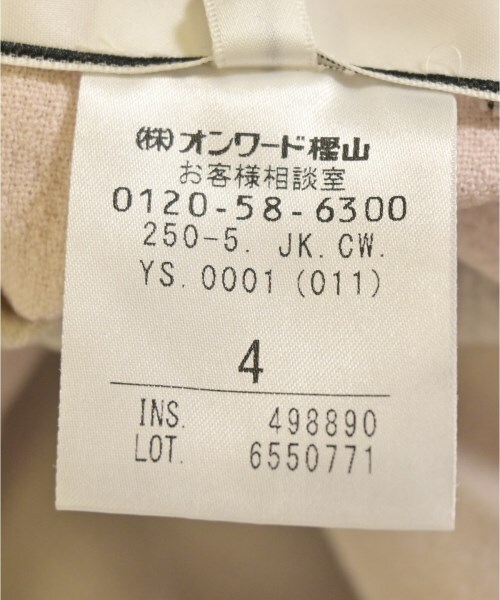 (株)オンワード樫山
お客様相談室
0120-58-6300
250-5. JK.CW.
YS.0001(011)
4
INS. 498890
LOT. 6550771